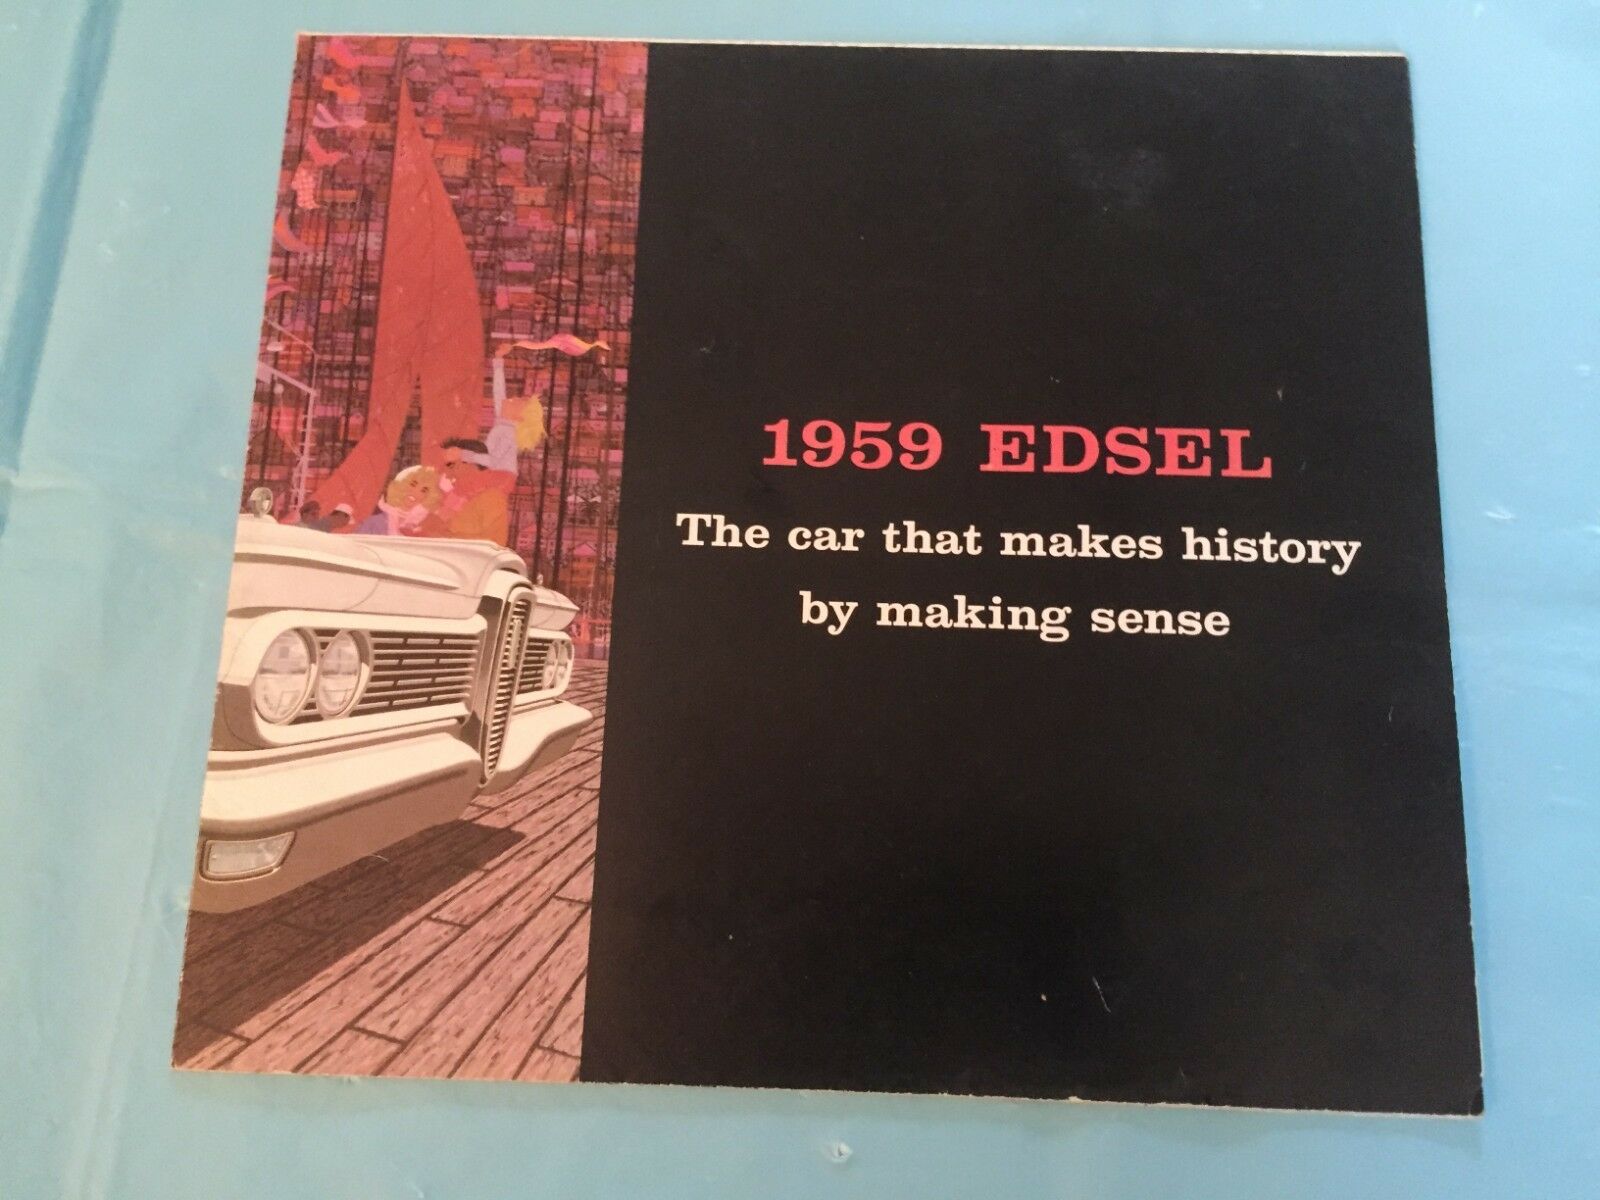 1959 EDSEL
The car that makes history
by making sense